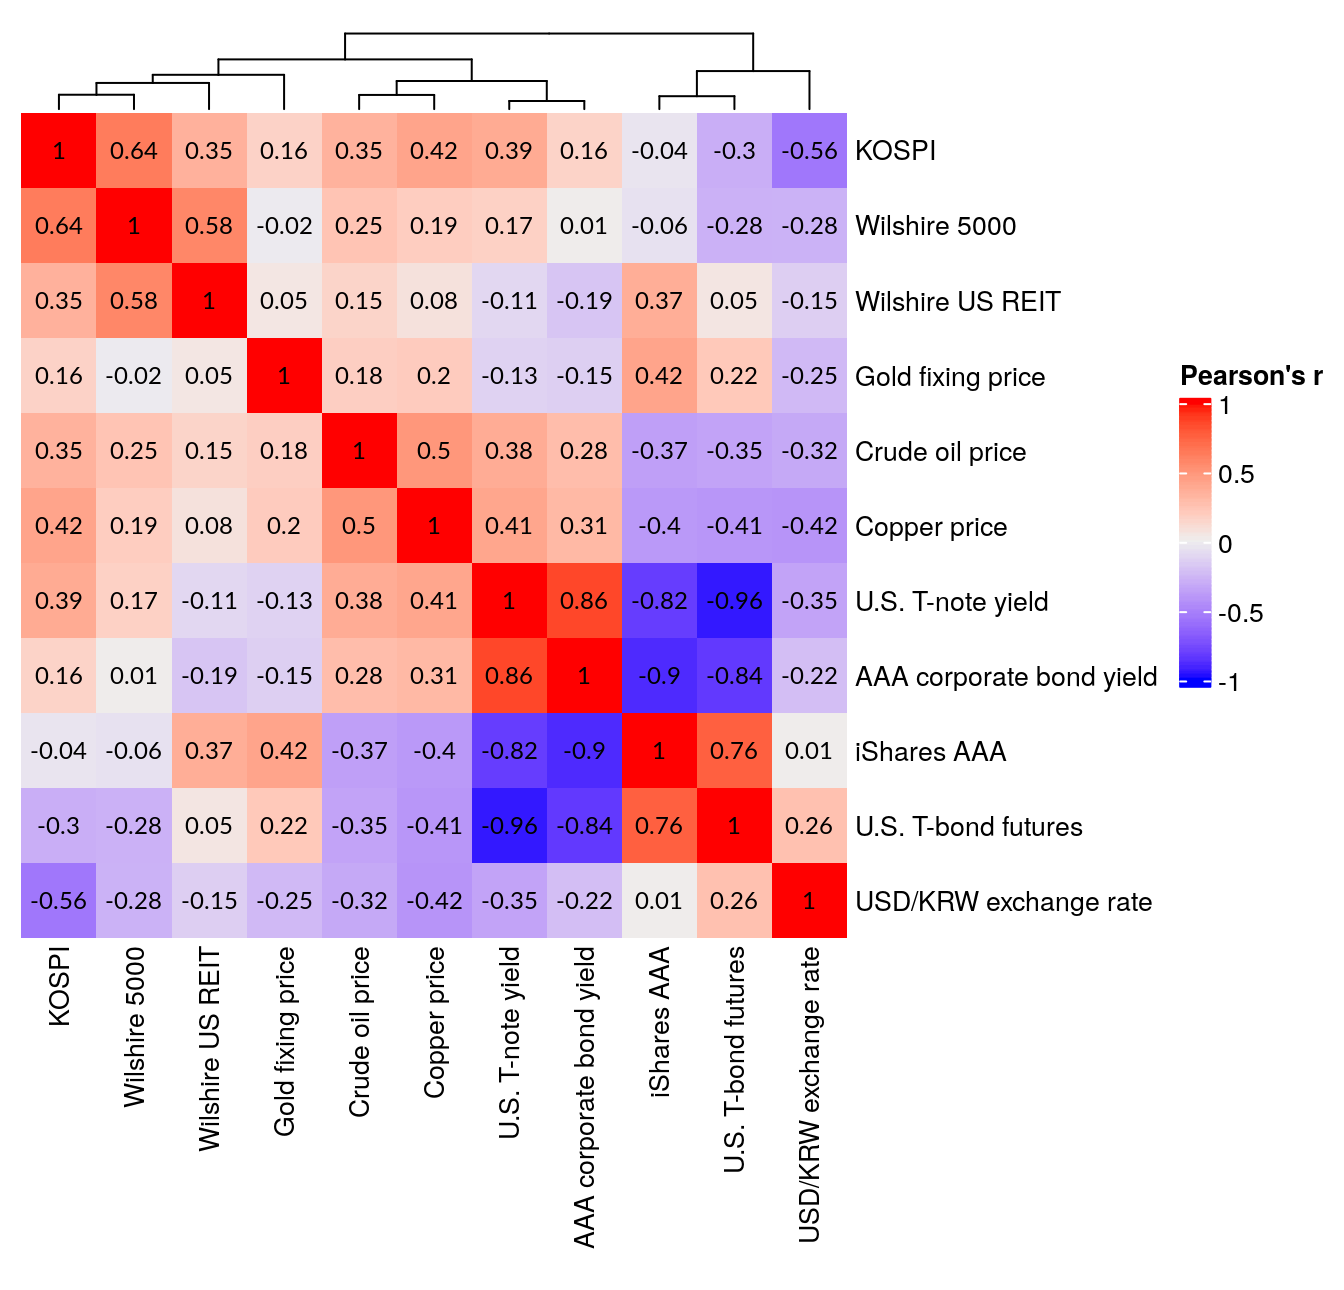 1 0.64 0.35 0.16 0.35 0.42 0.39 0.16 -0.04 -0.3 -0.56 KOSPI
0.64 1 0.58 -0.02 0.25 0.19 0.17 0.01 -0.06 -0.28 -0.28 Wilshire 5000
0.35 0.58 1 0.05 0.15 0.08 -0.11 -0.19 0.37 0.05 -0.15 Wilshire US REIT
0.16 -0.02 0.05 1 0.18 0.2 -0.13 -0.15 0.42 0.22 -0.25 Gold fixing price
0.35 0.25 0.15 0.18 1 0.5 0.38 0.28 -0.37 -0.35 -0.32 Crude oil price
0.42 0.19 0.08 0.2 0.5 1 0.41 0.31 -0.4 -0.41 -0.42 Copper price
0.39 0.17 -0.11 -0.13 0.38 0.41 1 0.86 -0.82 -0.96 -0.35 U.S. T-note yield
0.16 0.01 -0.19 -0.15 0.28 0.31 0.86 1 -0.9 -0.84 -0.22 AAA corporate bond yield
-0.04 -0.06 0.37 0.42 -0.37 -0.4 -0.82 -0.9 1 0.76 0.01 iShares AAA
-0.3 -0.28 0.05 0.22 -0.35 -0.41 -0.96 -0.84 0.76 1 0.26 U.S. T-bond futures
-0.56 -0.28 -0.15 -0.25 -0.32 -0.42 -0.35 -0.22 0.01 0.26 1 USD/KRW exchange rate
KOSPI
Wilshire 5000
Wilshire US REIT
Gold fixing price
Crude oil price
Copper price
U.S. T-note yield
AAA corporate bond yield
iShares AAA
U.S. T-bond futures
USD/KRW exchange rate
Pearson's r
1
0.5
0
-0.5
-1